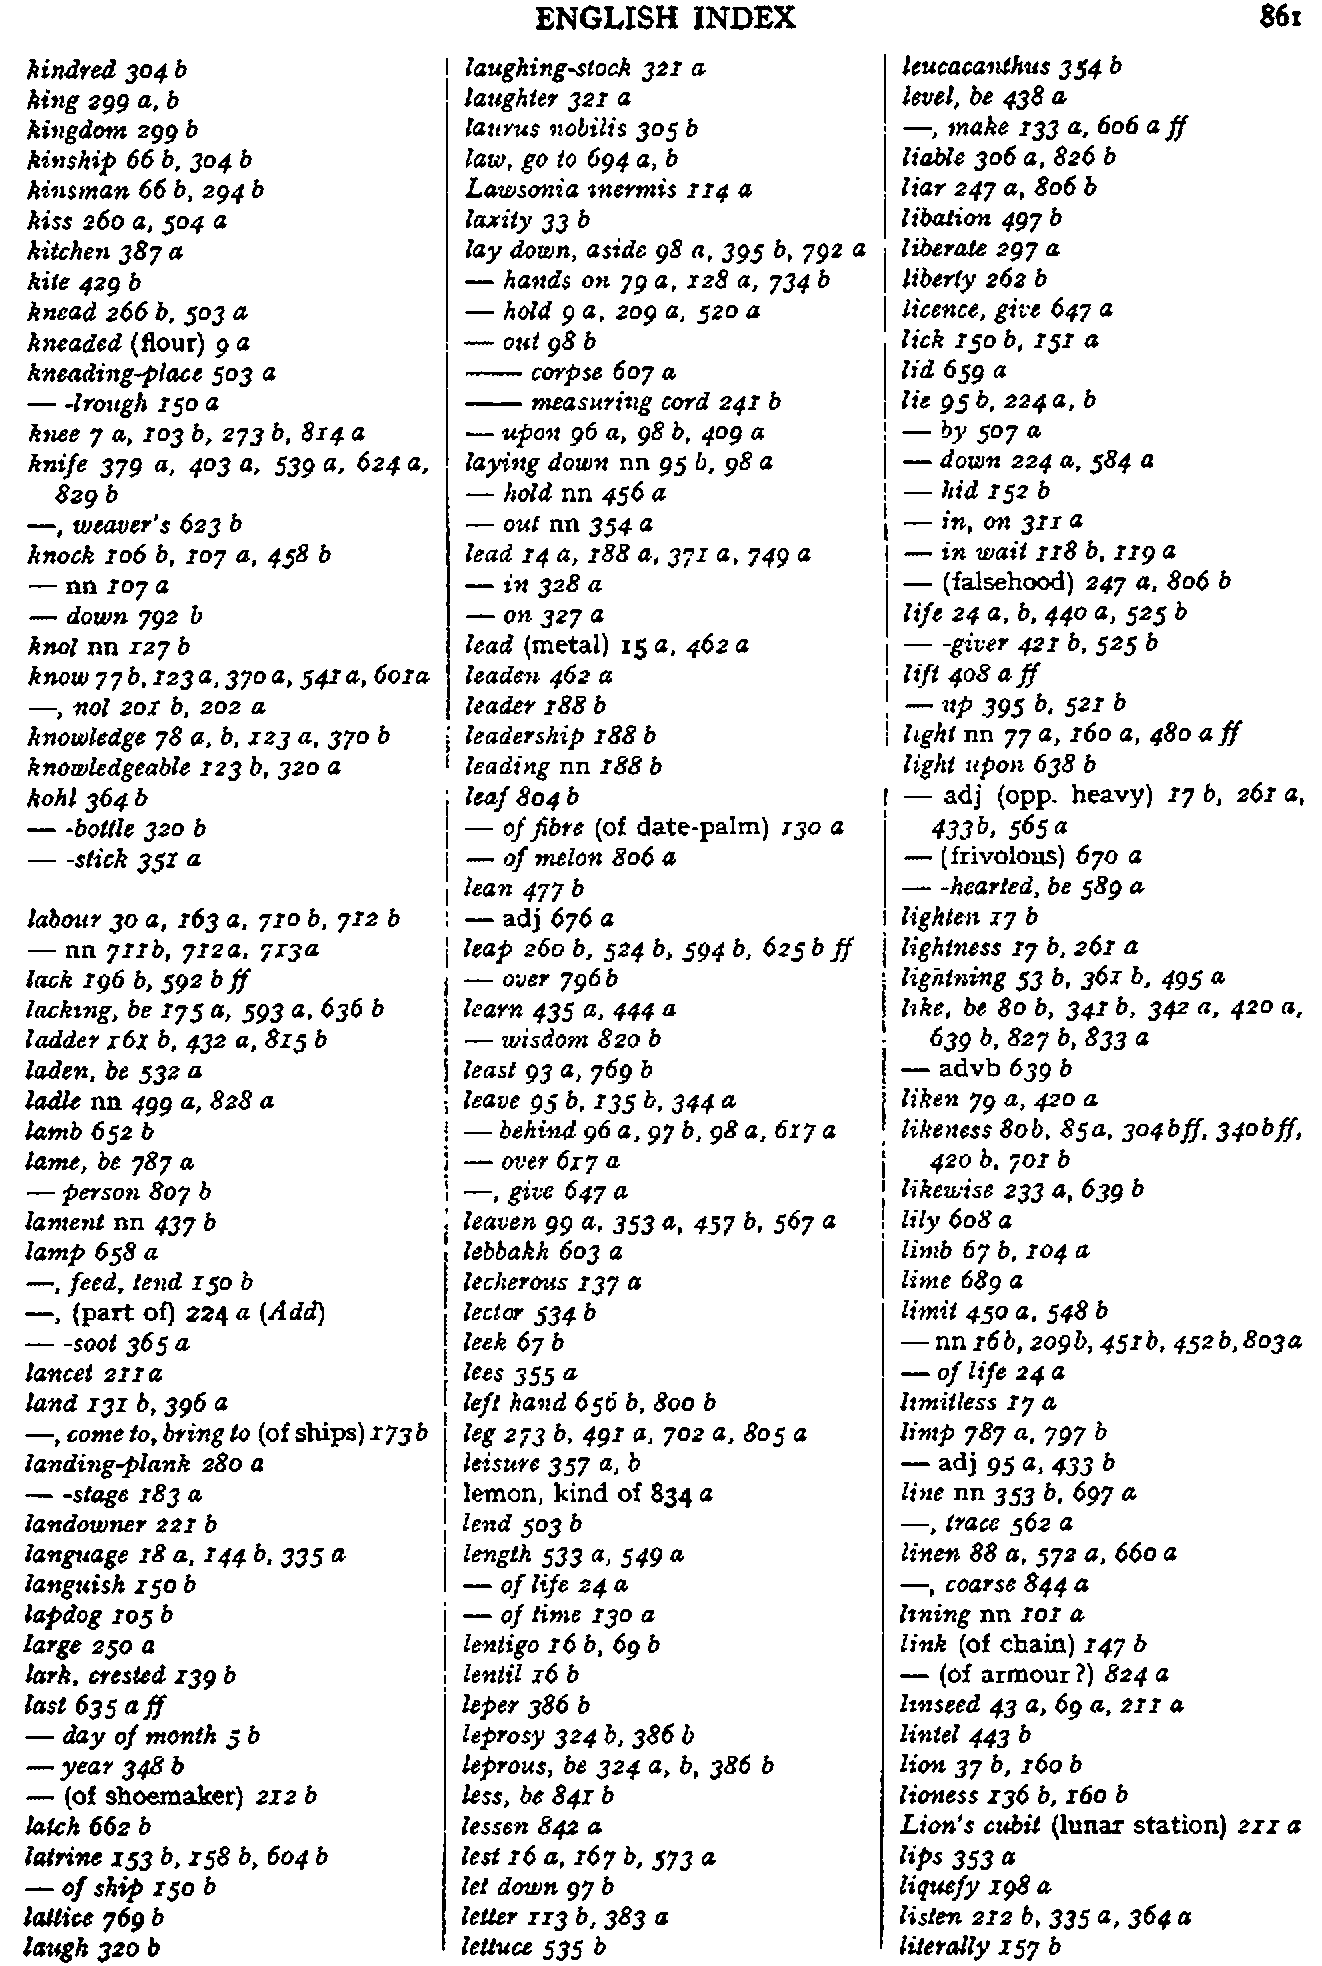 ENGLISH INDEX 861
kindred 304 b
king 299 a, b
kingdom 299 b
kinship 66 b, 304 b
kinsman 66 b, 294 b
kiss 260 a, 504 a
kitchen 387 a
kite 429 b
knead 266 b, 503 a
kneaded (flour) 9 a
kneading-place 503 a
— -trough 150 a
knee 7 a, 103 b, 273 b, 814 a
knife 379 a, 403 a, 539 a, 624 a,
829 b
—, weaver's 623 b
knock 106 b, 107 a, 458 b
— nn 107 a
— down 792 b
knot nn 127 b
know 77 b, 123 a, 370 a, 541 a, 601 a
—, not 201 b, 202 a
knowledge 78 a, b, 123 a, 370 b
knowledgeable 123 b, 320 a
kohl 364 b
— -bottle 320 b
— -stick 351 a
labour 30 a, 163 a, 710 b, 712 b
— nn 711 b, 712 a, 713 a
lack 196 b, 592 b ff
lacking, be 175 a, 593 a, 636 b
ladder 161 b, 432 a, 815 b
laden, be 532 a
ladle nn 499 a, 828 a
lamb 652 b
lame, be 787 a
— person 807 b
lament nn 437 b
lamp 658 a
—, feed, tend 150 b
—, (part of) 224 a (Add)
— -soot 365 a
lancet 211 a
land 131 b, 396 a
—, come to, bring to (of ships) 173 b
landing-plank 280 a
— -stage 183 a
landowner 221 b
language 18 a, 144 b, 335 a
languish 150 b
lapdog 105 b
large 250 a
lark, crested 139 b
last 635 a ff
— day of month 5 b
— year 348 b
— (of shoemaker) 212 b
latch 662 b
latrine 153 b, 158 b, 604 b
— of ship 150 b
lattice 769 b
laugh 320 b
laughing-stock 321 a
laughter 321 a
laurus nobilis 305 b
law, go to 694 a, b
Lawsonia inermis 114 a
laxity 33 b
lay down, aside 98 a, 395 b, 792 a
— hands on 79 a, 128 a, 734 b
— hold 9 a, 209 a, 520 a
— out 98 b
—— corpse 607 a
—— measuring cord 241 b
— upon 96 a, 98 b, 409 a
laying down nn 95 b, 98 a
— hold nn 456 a
— out nn 354 a
lead 14 a, 188 a, 371 a, 749 a
— in 328 a
— on 327 a
lead (metal) 15 a, 462 a
leaden 462 a
leader 188 b
leadership 188 b
leading nn 188 b
leaf 804 b
— of fibre (of date-palm) 130 a
— of melon 806 a
lean 477 b
— adj 676 a
leap 260 b, 524 b, 594 b, 625 b ff
— over 796 b
learn 435 a, 444 a
— wisdom 820 b
least 93 a, 769 b
leave 95 b, 135 b, 344 a
— behind 96 a, 97 b, 98 a, 617 a
— over 617 a
—, give 647 a
leaven 99 a, 353 a, 457 b, 567 a
lebbakh 603 a
lecherous 137 a
lector 534 b
leek 67 b
lees 355 a
left hand 656 b, 800 b
leg 273 b, 491 a, 702 a, 805 a
leisure 357 a, b
lemon, kind of 834 a
lend 503 b
length 533 a, 549 a
— of life 24 a
— of time 130 a
lentigo 16 b, 69 b
lentil 16 b
leper 386 b
leprosy 324 b, 386 b
leprous, be 324 a, b, 386 b
less, be 841 b
lessen 842 a
lest 16 a, 167 b, 573 a
let down 97 b
letter 113 b, 383 a
lettuce 535 b
leucacanthus 354 b
level, be 438 a
—, make 133 a, 606 a ff
liable 306 a, 826 b
liar 247 a, 806 b
libation 497 b
liberate 297 a
liberty 262 b
licence, give 647 a
lick 150 b, 151 a
lid 659 a
lie 95 b, 224 a, b
— by 507 a
— down 224 a, 584 a
— hid 152 b
— in, on 311 a
— in wait 118 b, 119 a
— (falsehood) 247 a, 806 b
life 24 a, b, 440 a, 525 b
— -giver 421 b, 525 b
lift 408 a ff
— up 395 b, 521 b
light nn 77 a, 160 a, 480 a ff
light upon 638 b
— adj (opp. heavy) 17 b, 261 a,
433 b, 565 a
— (frivolous) 670 a
— -hearted, be 589 a
lighten 17 b
lightness 17 b, 261 a
lightning 53 b, 361 b, 495 a
like, be 80 b, 341 b, 342 a, 420 a,
639 b, 827 b, 833 a
— advb 639 b
liken 79 a, 420 a
likeness 80 b, 85 a, 304 b ff, 340 b ff,
420 b, 701 b
likewise 233 a, 639 b
lily 608 a
limb 67 b, 104 a
lime 689 a
limit 450 a, 548 b
— nn 16 b, 209 b, 451 b, 452 b, 803 a
— of life 24 a
limitless 17 a
limp 787 a, 797 b
— adj 95 a, 433 b
line nn 353 b, 697 a
—, trace 562 a
linen 88 a, 572 a, 660 a
—, coarse 844 a
lining nn 101 a
link (of chain) 147 b
— (of armour?) 824 a
linseed 43 a, 69 a, 211 a
lintel 443 b
lion 37 b, 160 b
lioness 136 b, 160 b
Lion's cubit (lunar station) 211 a
lips 353 a
liquefy 198 a
listen 212 b, 335 a, 364 a
literally 157 b